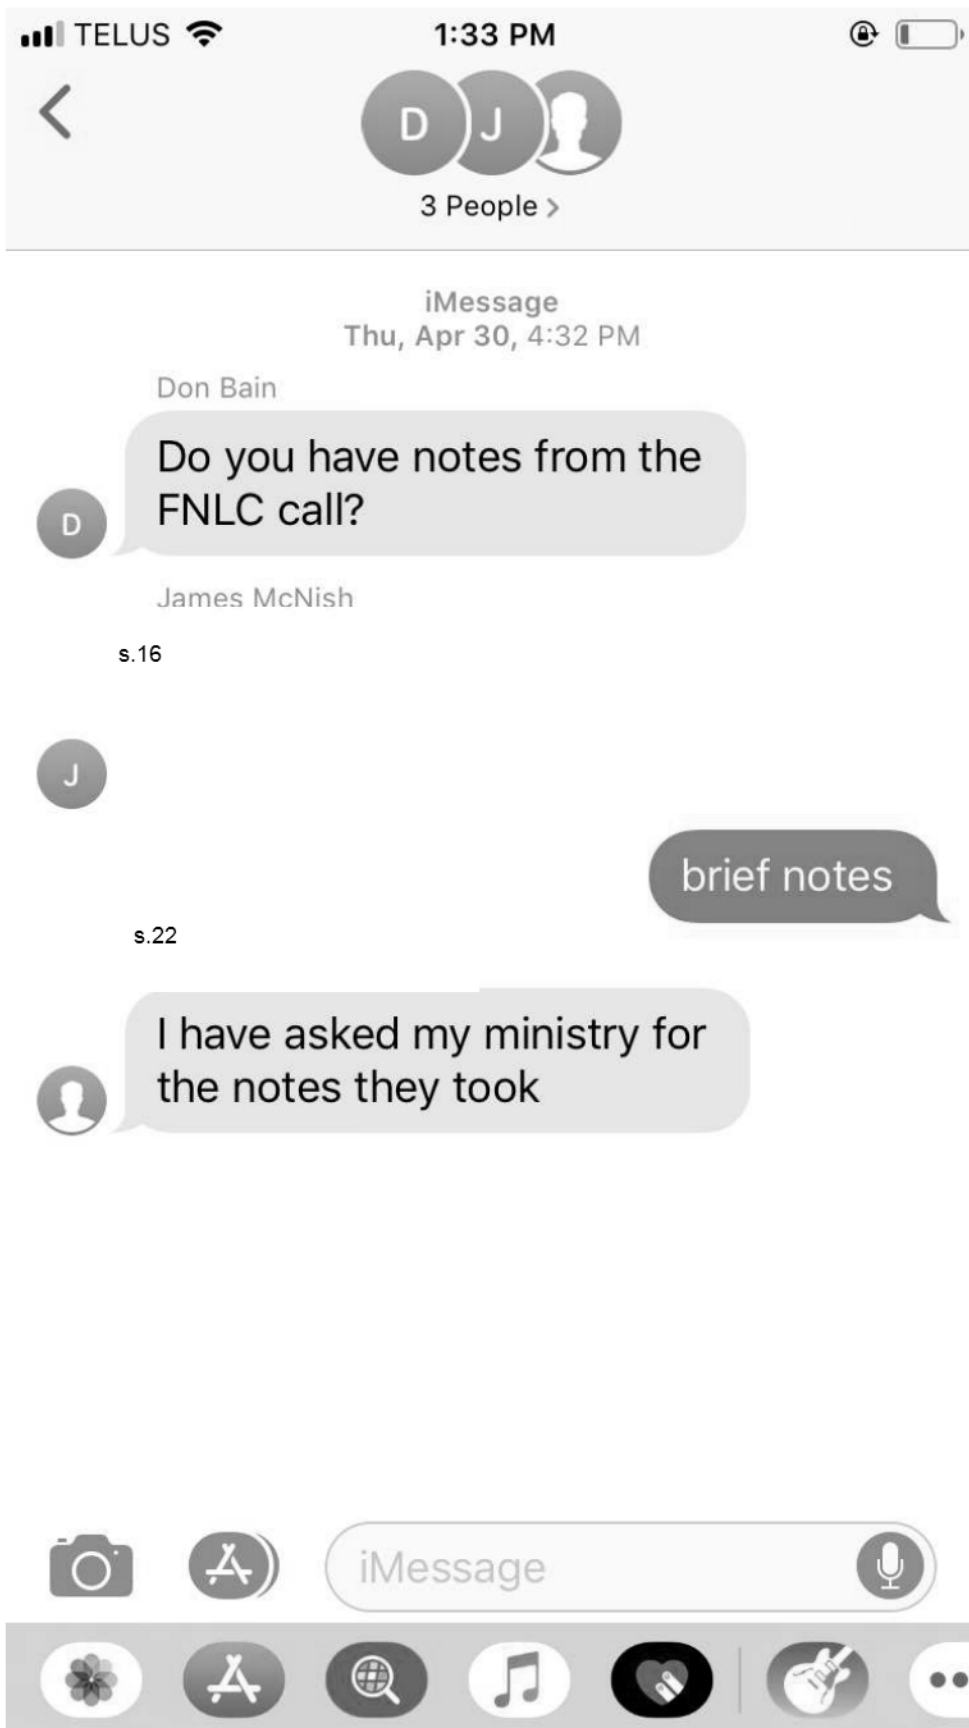 TELUS 1:33 PM
D J
3 People >
iMessage
Thu, Apr 30, 4:32 PM
Don Bain
Do you have notes from the
FNLC call?
D
James McNish
s.16
J
brief notes
s.22
I have asked my ministry for
the notes they took
iMessage